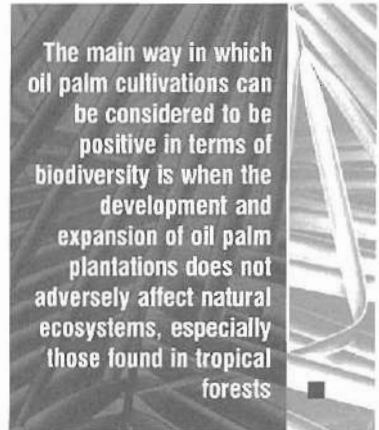 The main way in which
oil palm cultivations can
be considered to be
positive in terms of
biodiversity is when the
development and
expansion of oil palm
plantations does not
adversely affect natural
ecosystems, especially
those found in tropical
forests